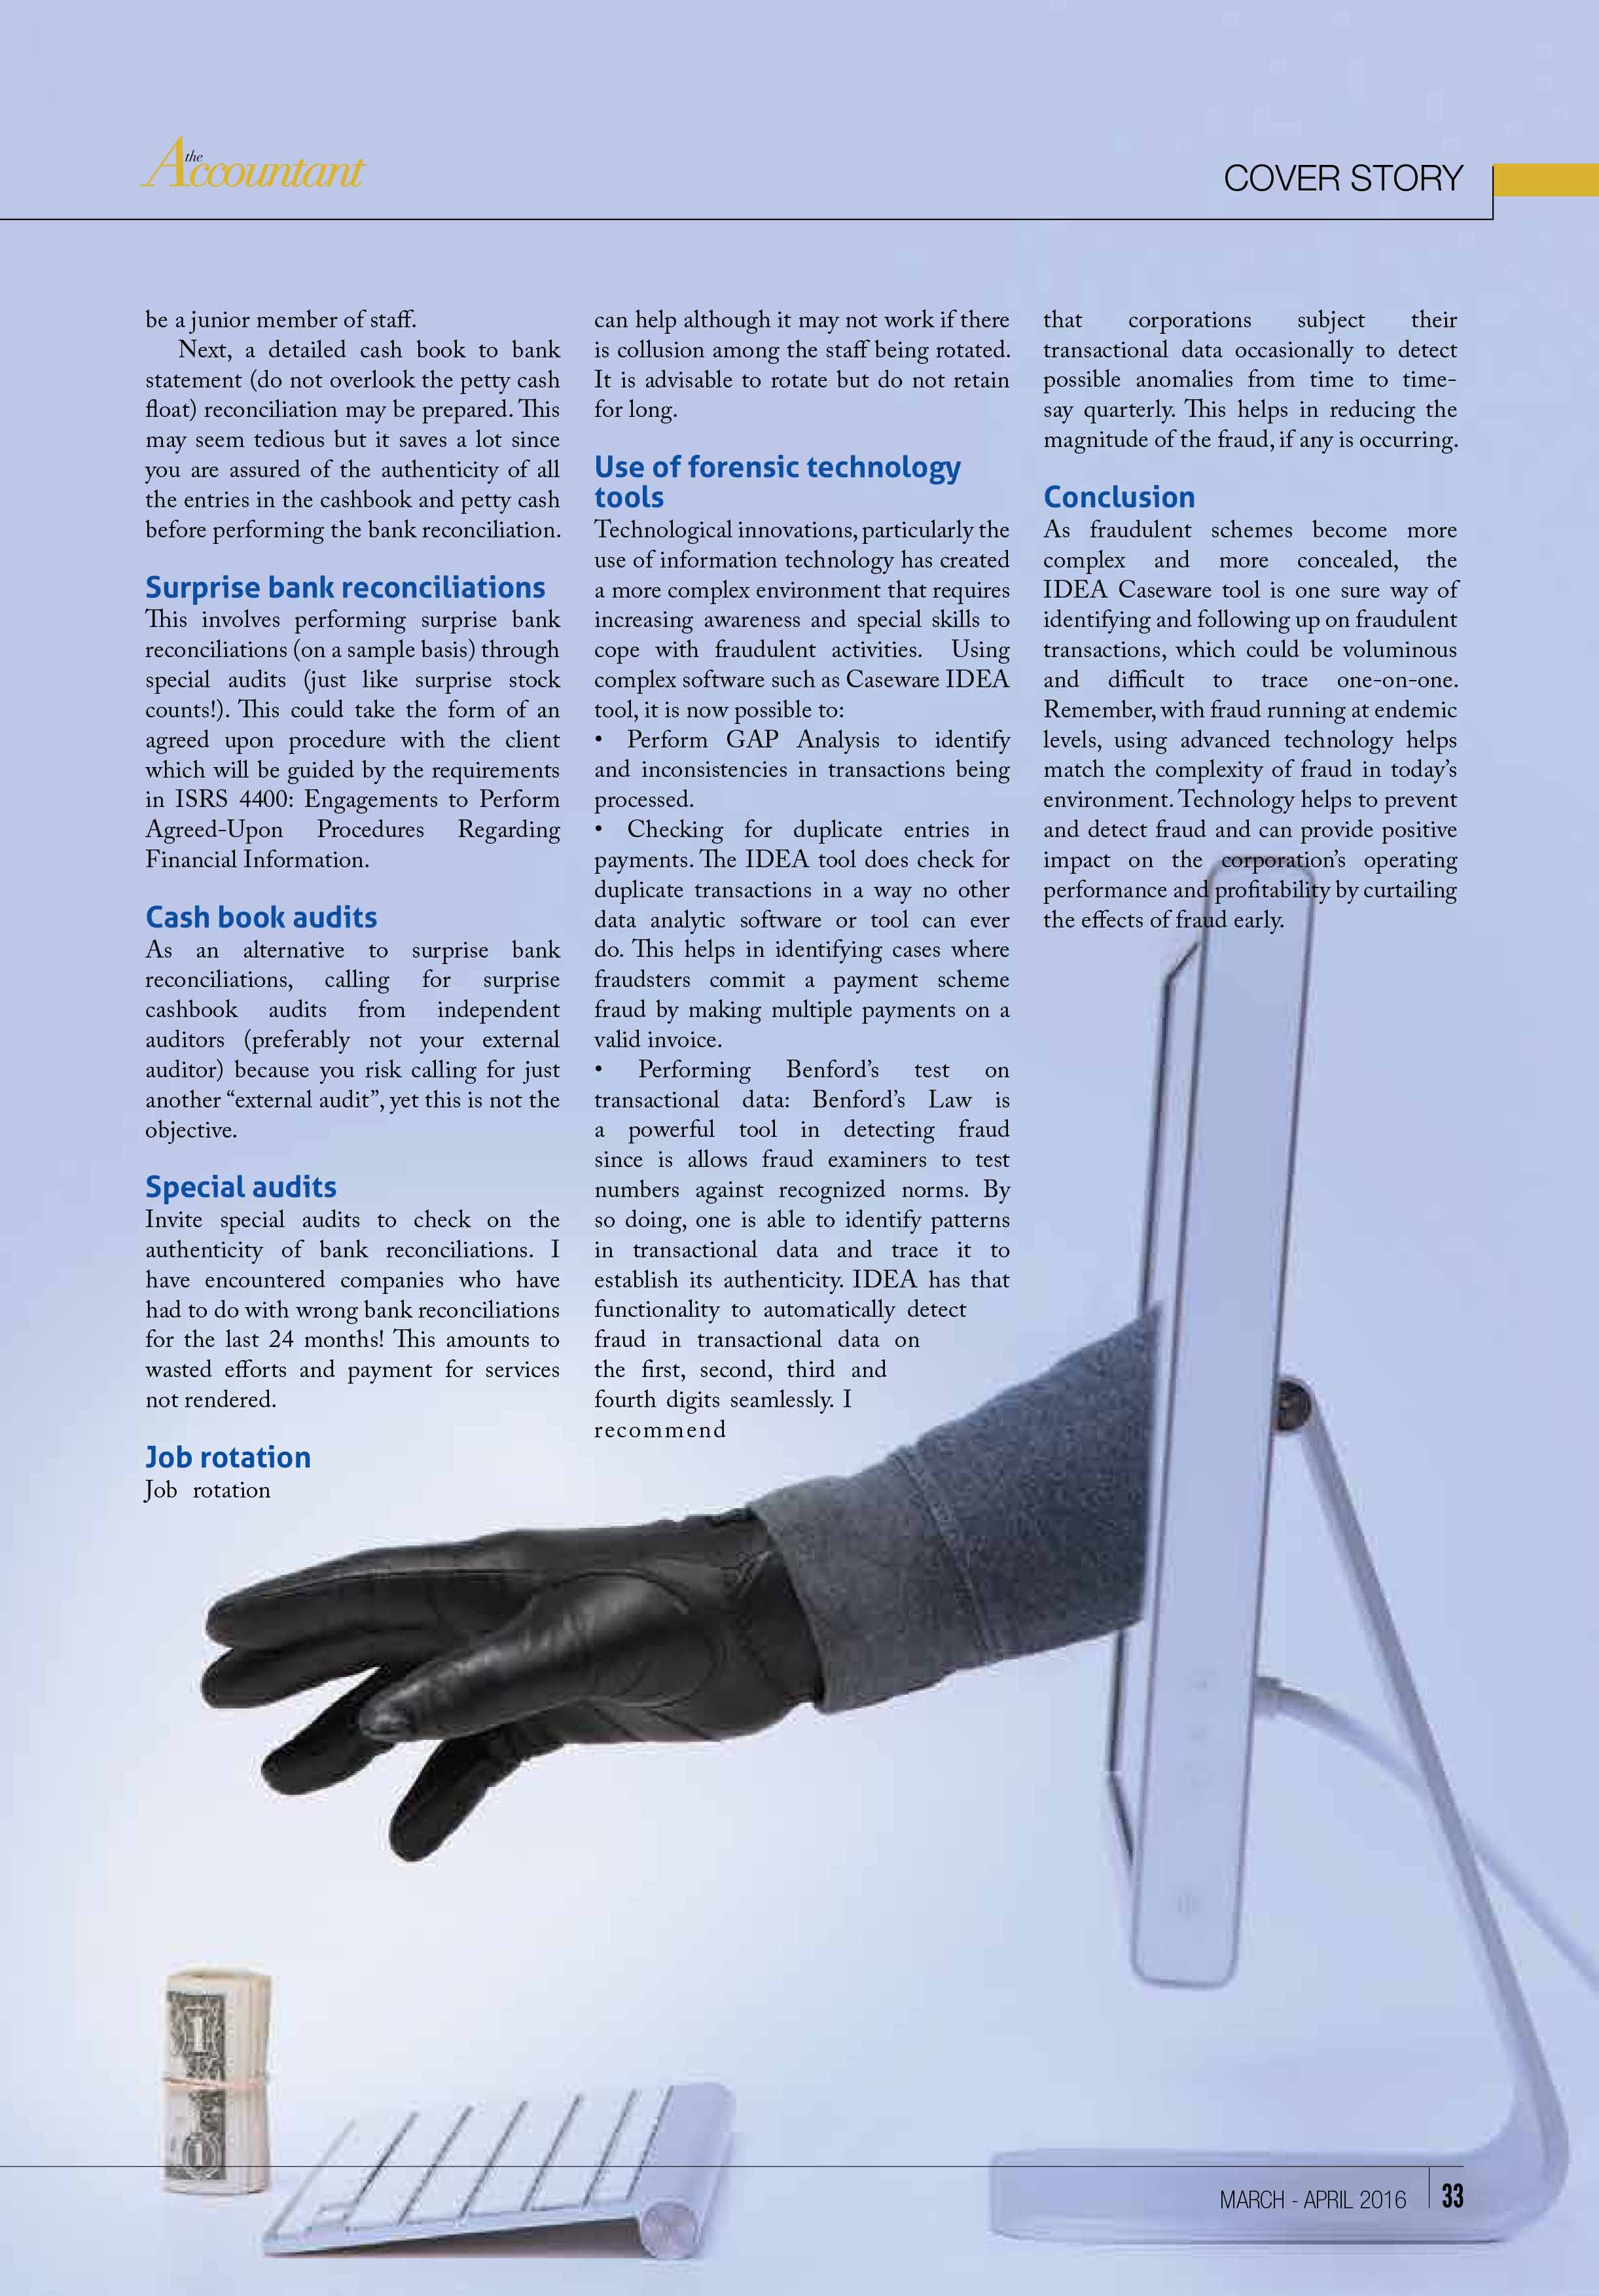 the
Accountant
COVER STORY
be a junior member of staff.
Next, a detailed cash book to bank
statement (do not overlook the petty cash
float) reconciliation may be prepared. This
may seem tedious but it saves a lot since
you are assured of the authenticity of all
the entries in the cashbook and petty cash
before performing the bank reconciliation.
Surprise bank reconciliations
This involves performing surprise bank
reconciliations (on a sample basis) through
special audits (just like surprise stock
counts!). This could take the form of an
agreed upon procedure with the client
which will be guided by the requirements
in ISRS 4400: Engagements to Perform
Agreed-Upon Procedures Regarding
Financial Information.
Cash book audits
As an alternative to surprise bank
reconciliations, calling for surprise
cashbook audits from independent
auditors (preferably not your external
auditor) because you risk calling for just
another “external audit”, yet this is not the
objective.
Special audits
Invite special audits to check on the
authenticity of bank reconciliations. I
have encountered companies who have
had to do with wrong bank reconciliations
for the last 24 months! This amounts to
wasted efforts and payment for services
not rendered.
Job rotation
Job rotation
can help although it may not work if there
is collusion among the staff being rotated.
It is advisable to rotate but do not retain
for long.
Use of forensic technology
tools
Technological innovations, particularly the
use of information technology has created
a more complex environment that requires
increasing awareness and special skills to
cope with fraudulent activities. Using
complex software such as Caseware IDEA
tool, it is now possible to:
• Perform GAP Analysis to identify
and inconsistencies in transactions being
processed.
• Checking for duplicate entries in
payments. The IDEA tool does check for
duplicate transactions in a way no other
data analytic software or tool can ever
do. This helps in identifying cases where
fraudsters commit a payment scheme
fraud by making multiple payments on a
valid invoice.
• Performing Benford’s test on
transactional data: Benford’s Law is
a powerful tool in detecting fraud
since is allows fraud examiners to test
numbers against recognized norms. By
so doing, one is able to identify patterns
in transactional data and trace it to
establish its authenticity. IDEA has that
functionality to automatically detect
fraud in transactional data on
the first, second, third and
fourth digits seamlessly. I
recommend
that corporations subject their
transactional data occasionally to detect
possible anomalies from time to time-
say quarterly. This helps in reducing the
magnitude of the fraud, if any is occurring.
Conclusion
As fraudulent schemes become more
complex and more concealed, the
IDEA Caseware tool is one sure way of
identifying and following up on fraudulent
transactions, which could be voluminous
and difficult to trace one-on-one.
Remember, with fraud running at endemic
levels, using advanced technology helps
match the complexity of fraud in today’s
environment. Technology helps to prevent
and detect fraud and can provide positive
impact on the corporation’s operating
performance and profitability by curtailing
the effects of fraud early.
1
1
MARCH - APRIL 2016 33